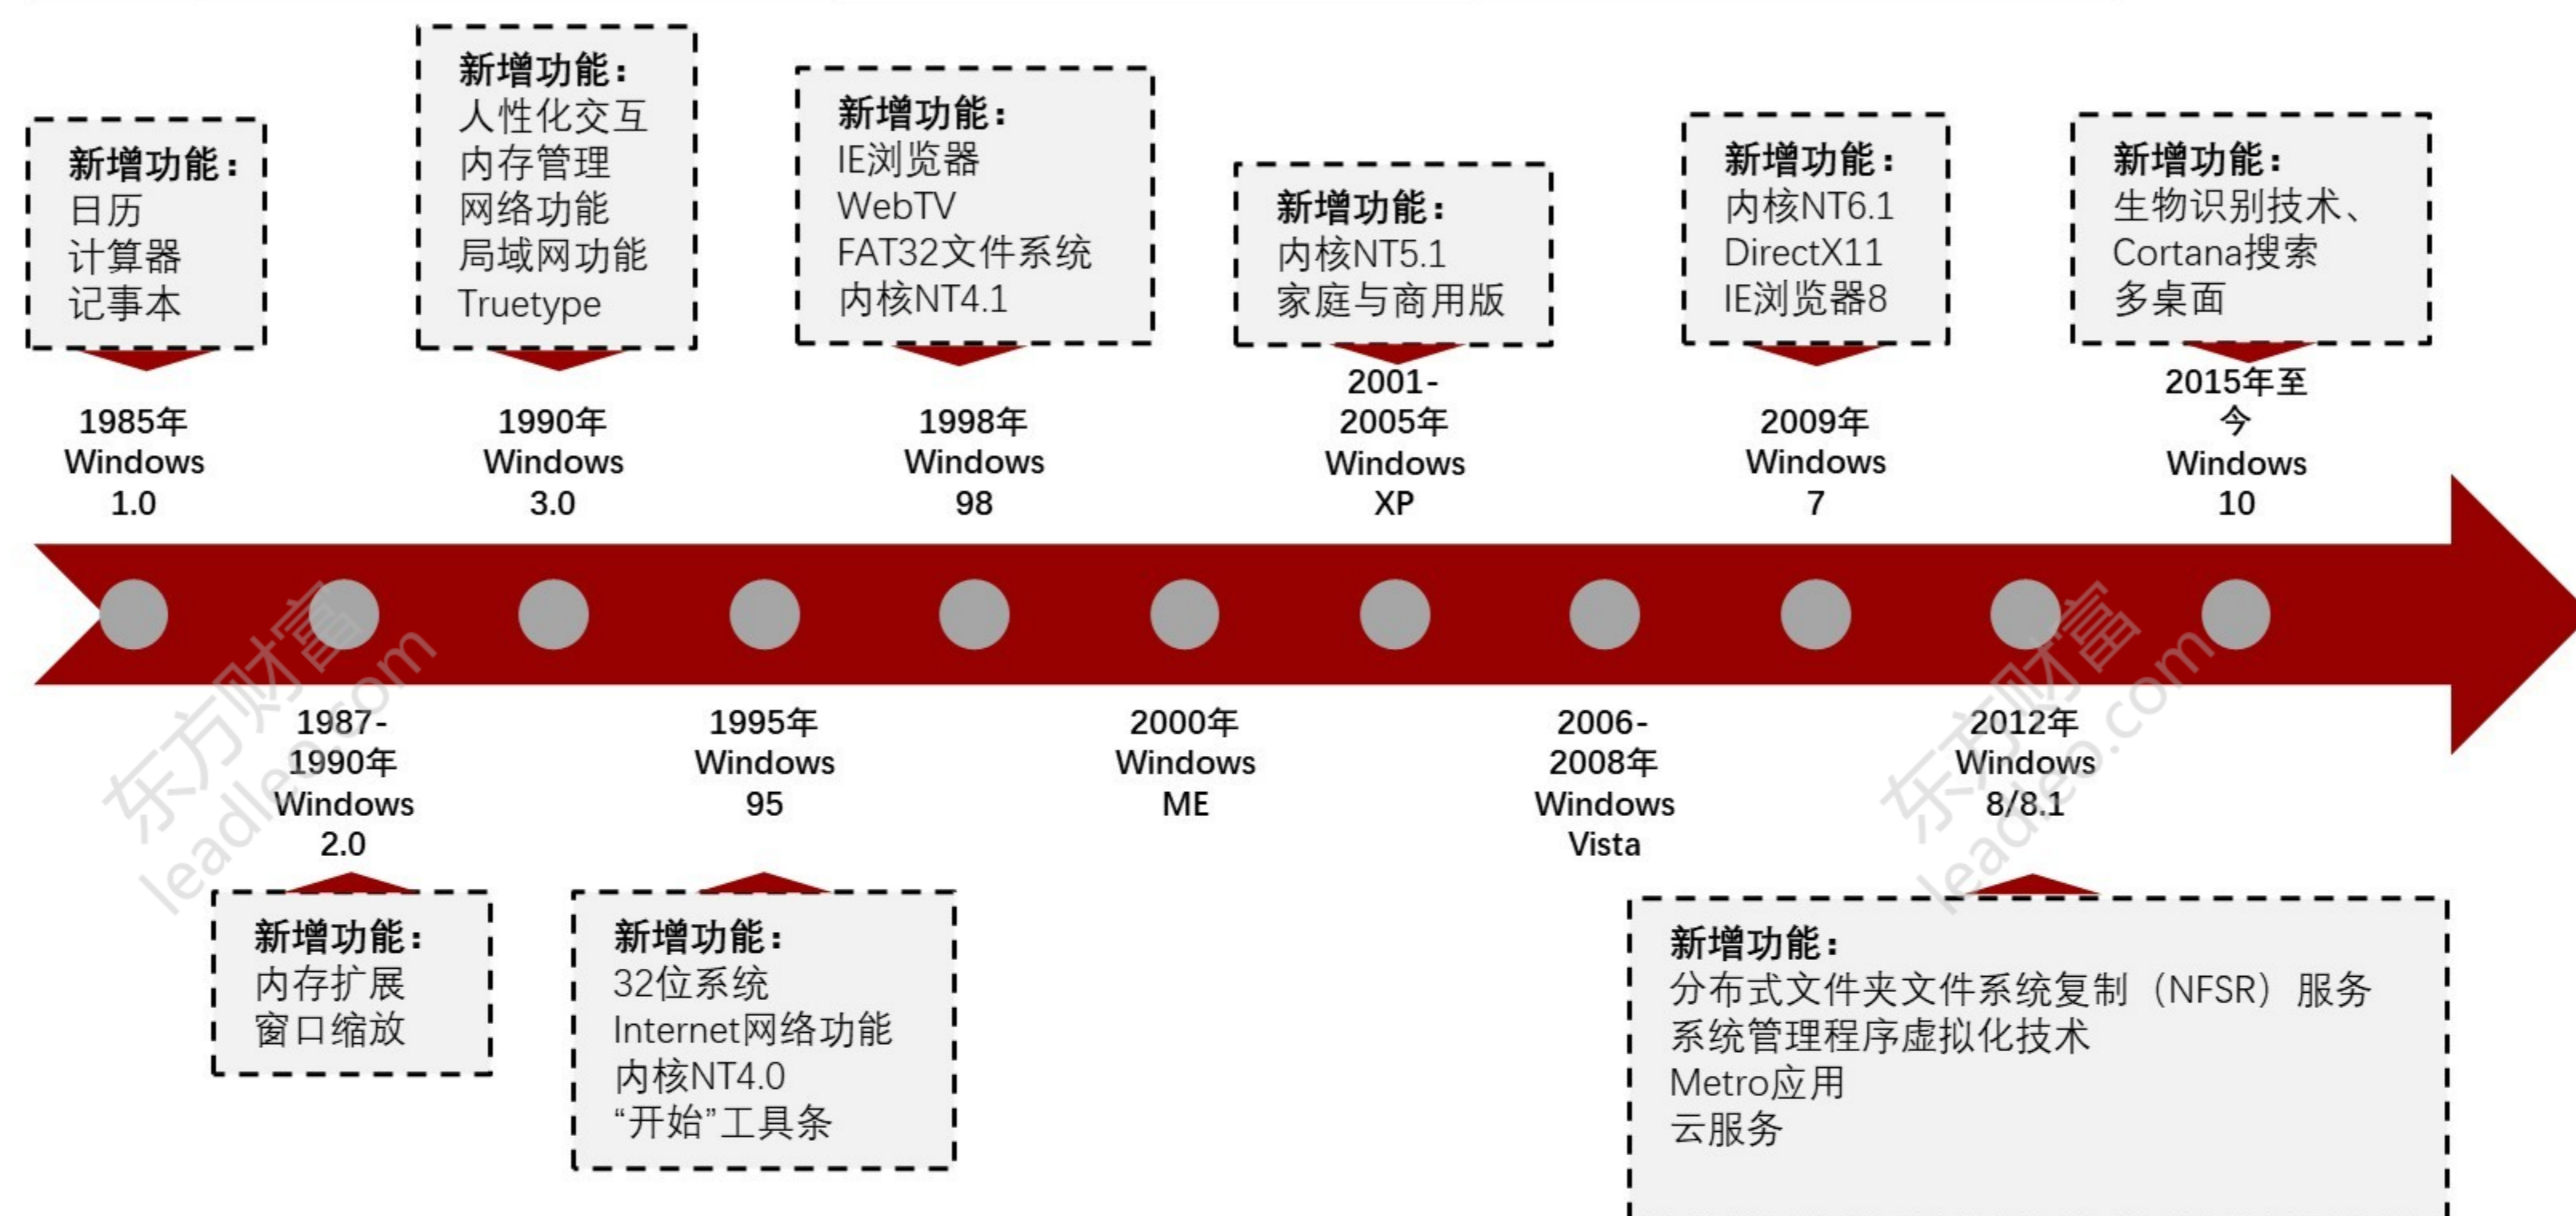 新增功能：
日历
计算器
记事本
新增功能：
人性化交互
内存管理
网络功能
局域网功能
Truetype
新增功能：
IE浏览器
WebTV
FAT32文件系统
内核NT4.1
新增功能：
内核NT5.1
家庭与商用版
新增功能：
内核NT6.1
DirectX11
IE浏览器8
新增功能：
生物识别技术、
Cortana搜索
多桌面
1985年
Windows
1.0
1990年
Windows
3.0
1998年
Windows
98
2001-
2005年
Windows
XP
2009年
Windows
7
2015年至
今
Windows
10
1987-
1990年
Windows
2.0
1995年
Windows
95
2000年
Windows
ME
2006-
2008年
Windows
Vista
2012年
Windows
8/8.1
新增功能：
内存扩展
窗口缩放
新增功能：
32位系统
Internet网络功能
内核NT4.0
“开始”工具条
新增功能：
分布式文件夹文件系统复制（NFSR）服务
系统管理程序虚拟化技术
Metro应用
云服务
东方财富
leadleo.com
东方财富
leadleo.com